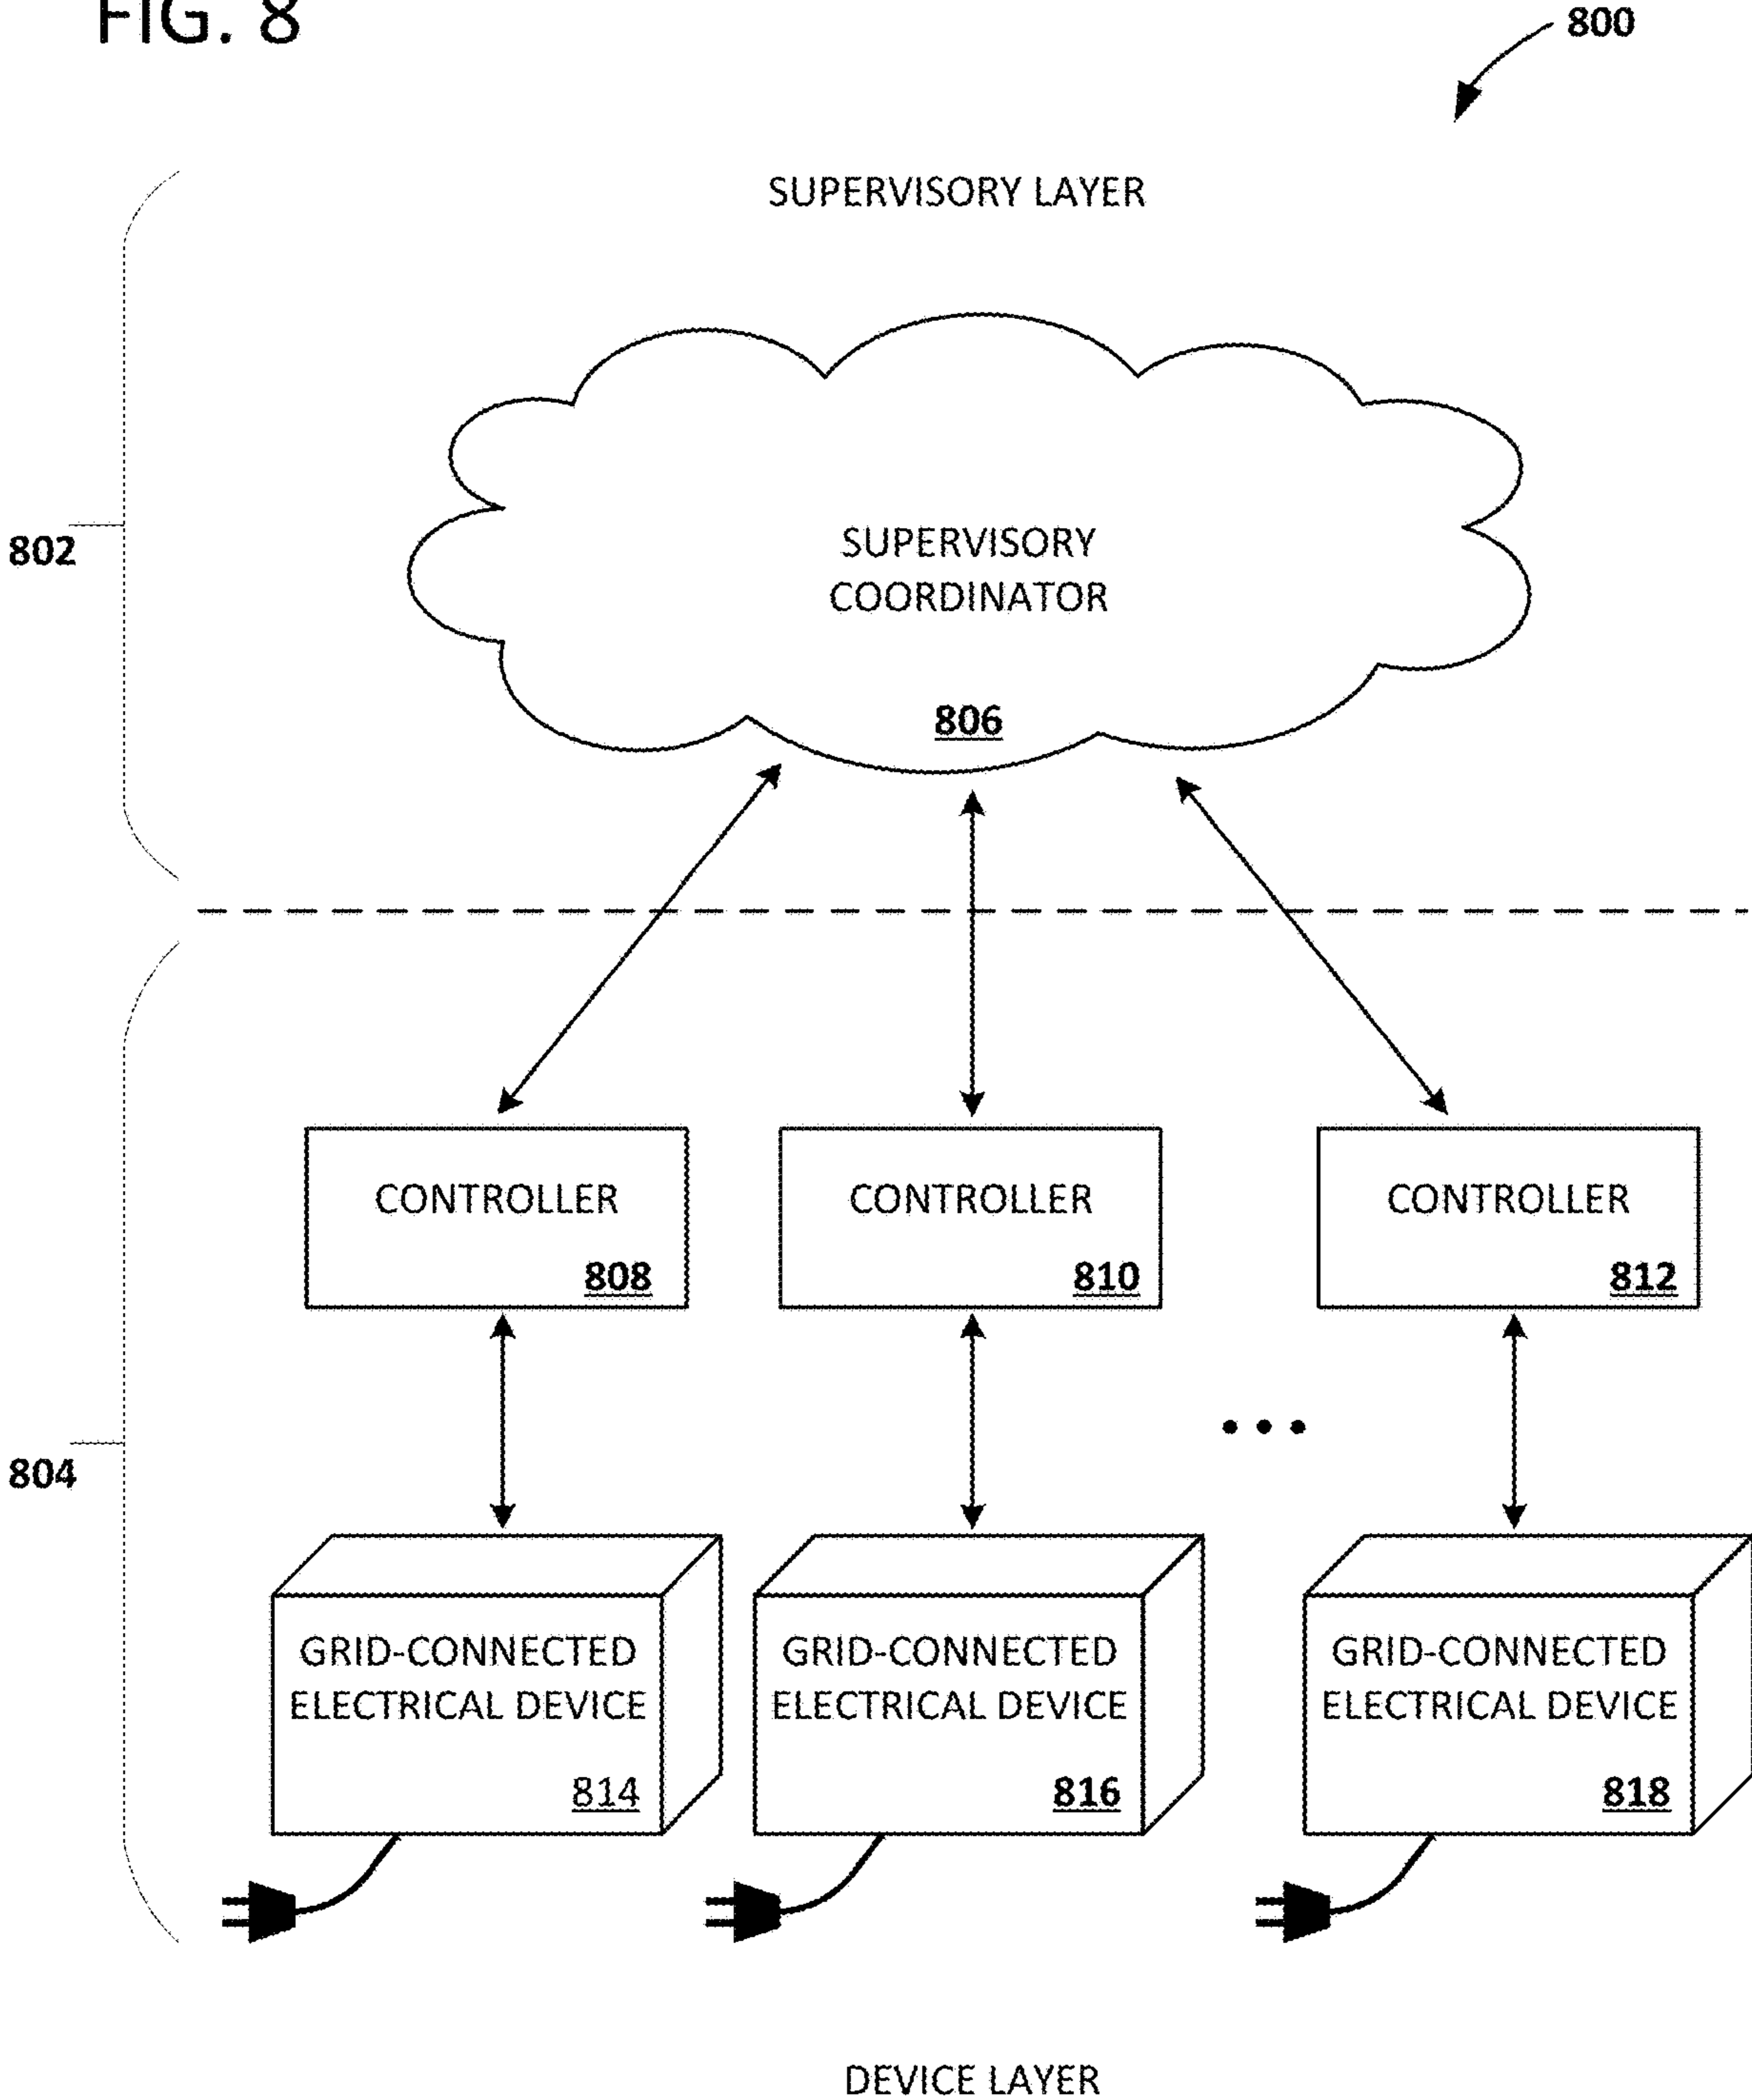 FIG. 8
800
SUPERVISORY LAYER
802
SUPERVISORY
COORDINATOR
806
CONTROLLER
808
CONTROLLER
810
CONTROLLER
812
804
GRID-CONNECTED
ELECTRICAL DEVICE
814
GRID-CONNECTED
ELECTRICAL DEVICE
816
GRID-CONNECTED
ELECTRICAL DEVICE
818
DEVICE LAYER